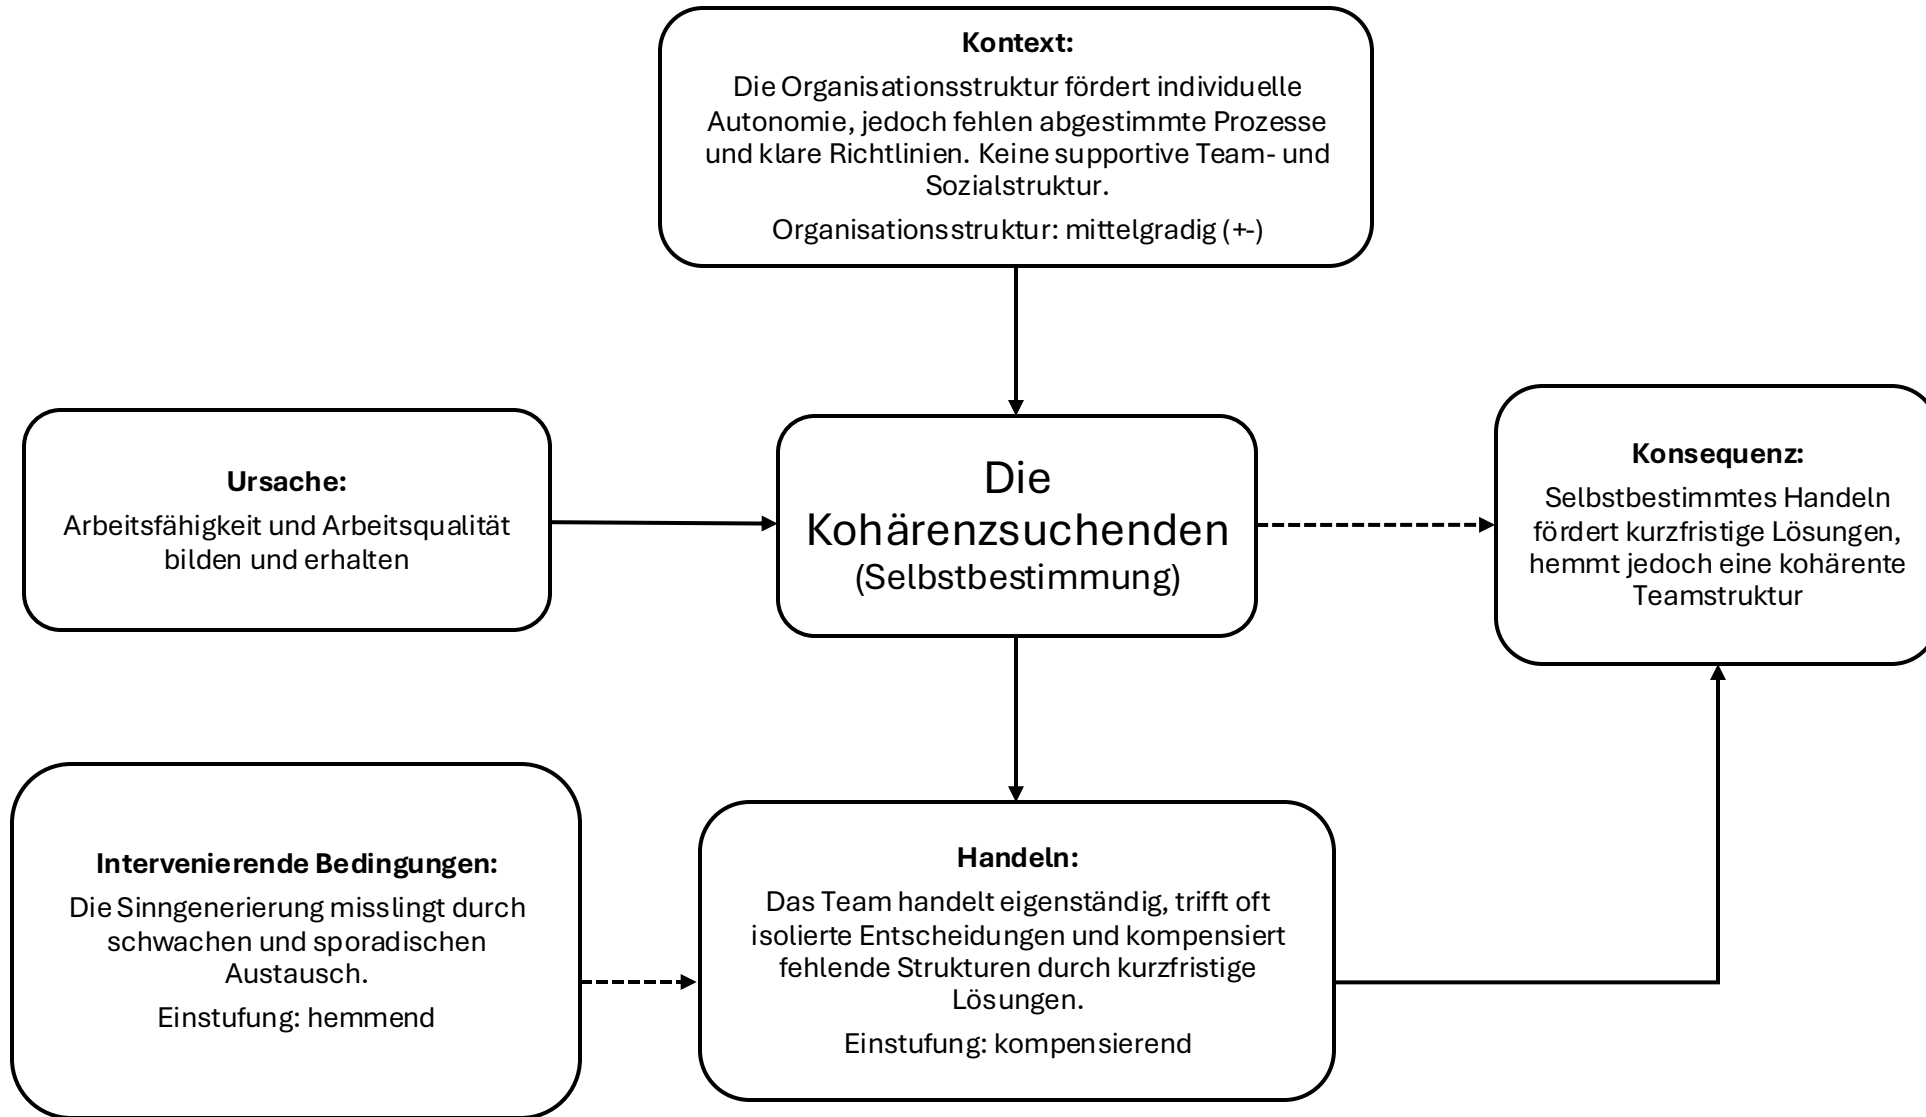 Kontext:
Die Organisationsstruktur fördert individuelle
Autonomie, jedoch fehlen abgestimmte Prozesse
und klare Richtlinien. Keine supportive Team- und
Sozialstruktur.
Organisationsstruktur: mittelgradig (+-)
Ursache:
Arbeitsfähigkeit und Arbeitsqualität
bilden und erhalten
Die
Kohärenzsuchenden
(Selbstbestimmung)
Konsequenz:
Selbstbestimmtes Handeln
fördert kurzfristige Lösungen,
hemmt jedoch eine kohärente
Teamstruktur
Intervenierende Bedingungen:
Die Sinngenerierung misslingt durch
schwachen und sporadischen
Austausch.
Einstufung: hemmend
Handeln:
Das Team handelt eigenständig, trifft oft
isolierte Entscheidungen und kompensiert
fehlende Strukturen durch kurzfristige
Lösungen.
Einstufung: kompensierend